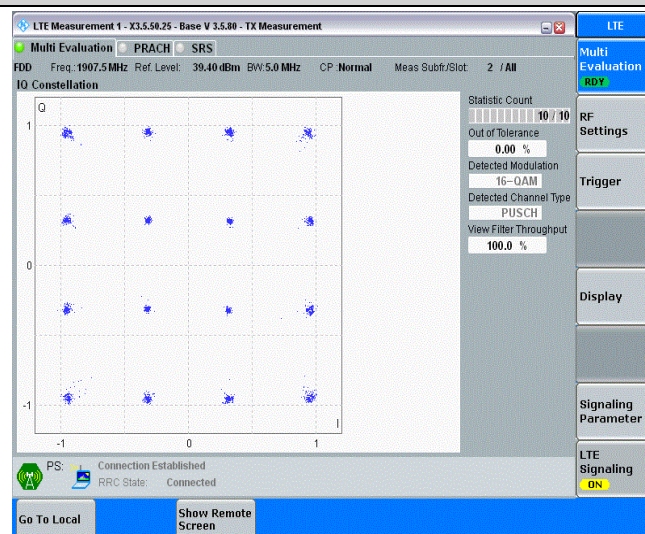 LTE Measurement 1 - X3.5.50.25 - Base V 3.5.80 - TX Measurement
LTE
Multi Evaluation PRACH SRS
Multi
Evaluation
RDY
FDD Freq.: 1907.5 MHz Ref. Level: 39.40 dBm BW: 5.0 MHz CP : Normal Meas Subfr./Slot: 2 / All
IQ Constellation
Q
1
0
-1
-1 0 1
I
Statistic Count
10 / 10
Out of Tolerance
0.00 %
Detected Modulation
16-QAM
Detected Channel Type
PUSCH
View Filter Throughput
100.0 %
RF
Settings
Trigger
Display
Signaling
Parameter
LTE
Signaling
ON
PS: Connection Established
RRC State: Connected
Go To Local
Show Remote
Screen